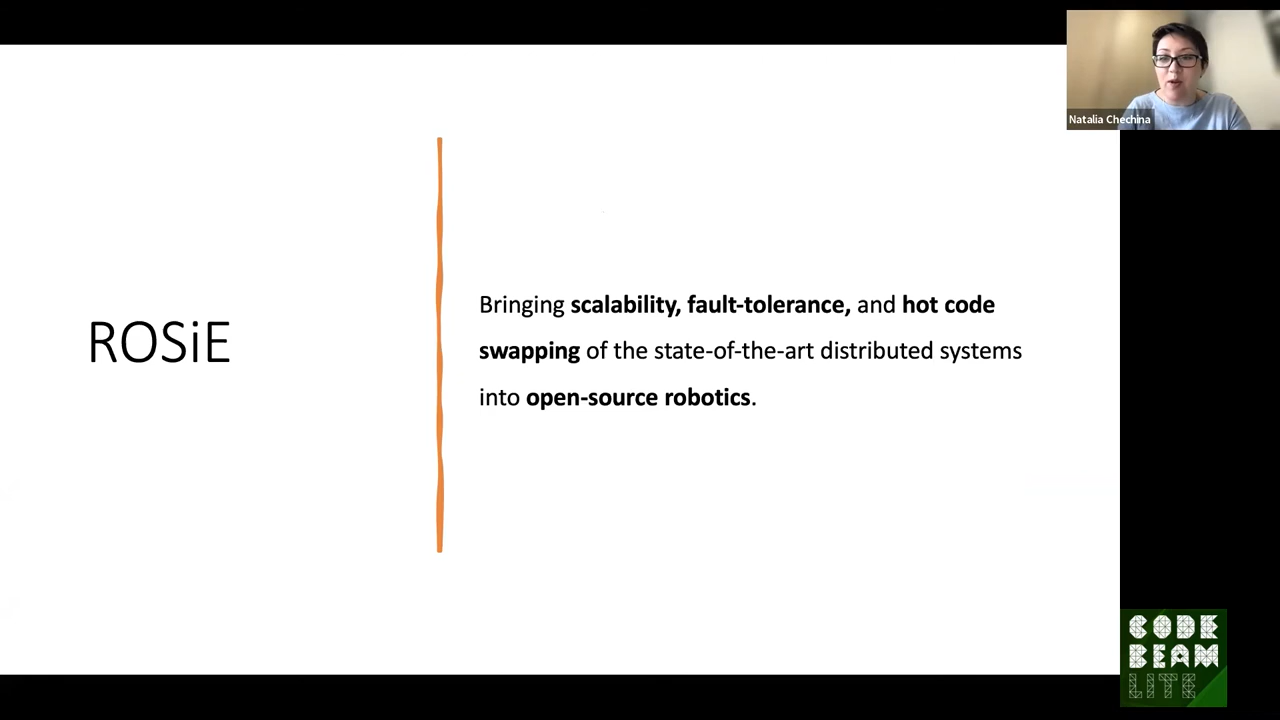 Natalia Chechina
ROSiE
Bringing scalability, fault-tolerance, and hot code
swapping of the state-of-the-art distributed systems
into open-source robotics.
CODE
BEAM
LITE